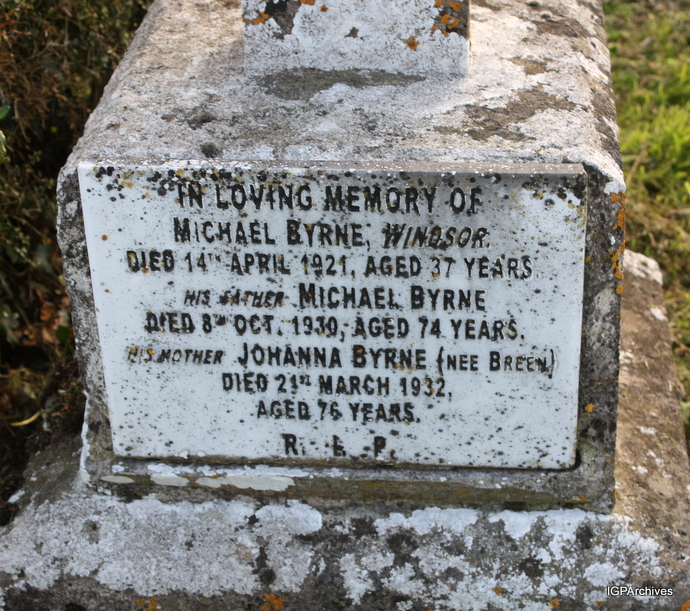 IN LOVING MEMORY OF
MICHAEL BYRNE, WINDSOR.
DIED 14TH APRIL 1921, AGED 37 YEARS.
HIS FATHER MICHAEL BYRNE
DIED 8TH OCT. 1930, AGED 74 YEARS.
HIS MOTHER JOHANNA BYRNE (NEE BREEN)
DIED 21ST MARCH 1932,
AGED 76 YEARS.
R. I. P.
IGPArchives